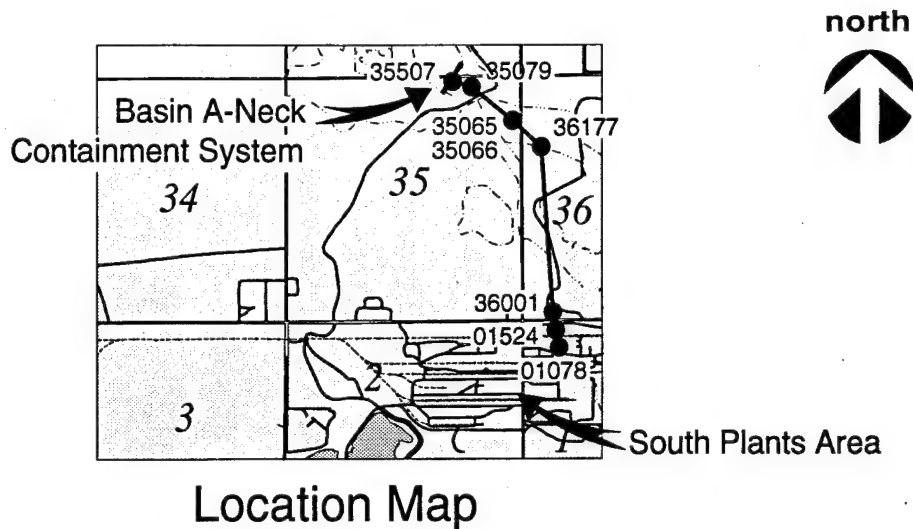 north
35507 35079
Basin A-Neck
Containment System
35065
35066
36177
34
35
36
36001
01524
01078
2
3
1
South Plants Area
Location Map